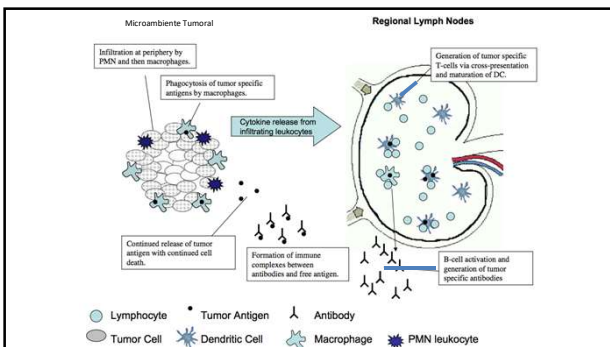 Microambiente Tumoral
Regional Lymph Nodes
Infiltration at periphery by
PMN and then macrophages.
Phagocytosis of tumor specific
antigens by macrophages.
Generation of tumor specific
T-cells via cross-presentation
and maturation of DC.
Cytokine release from
infiltrating leukocytes
Continued release of tumor
antigen with continued cell
death.
Formation of immune
complexes between
antibodies and free antigen.
B-cell activation and
generation of tumor
specific antibodies
Lymphocyte
Tumor Antigen
Antibody
Tumor Cell
Dendritic Cell
Macrophage
PMN leukocyte